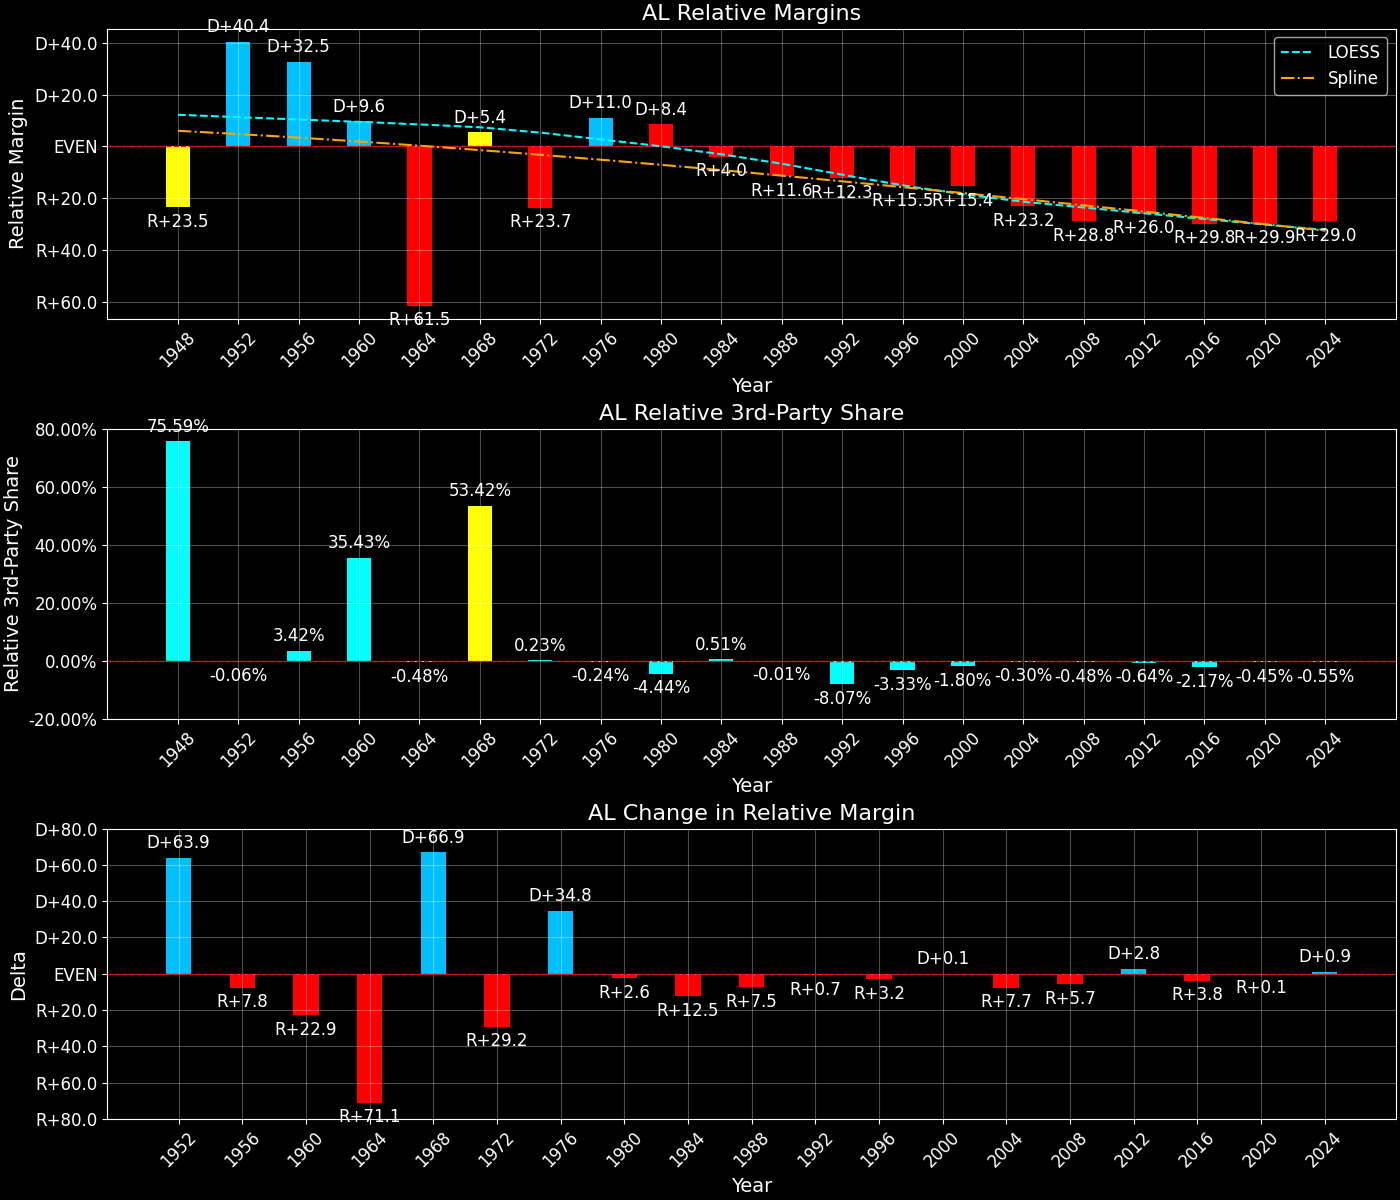 AL Relative Margins
Relative Margin
D+40.0
D+20.0
EVEN
R+20.0
R+40.0
R+60.0
LOESS
Spline
R+23.5
D+40.4
D+32.5
D+9.6
R+61.5
D+5.4
R+23.7
D+11.0
D+8.4
R+4.0
R+11.6
R+12.3
R+15.5
R+15.4
R+23.2
R+28.8
R+26.0
R+29.8
R+29.9
R+29.0
1948 1952 1956 1960 1964 1968 1972 1976 1980 1984 1988 1992 1996 2000 2004 2008 2012 2016 2020 2024
Year
AL Relative 3rd-Party Share
Relative 3rd-Party Share
80.00%
60.00%
40.00%
20.00%
0.00%
-20.00%
75.59%
-0.06%
3.42%
35.43%
-0.48%
53.42%
0.23%
-0.24%
-4.44%
0.51%
-0.01%
-8.07%
-3.33%
-1.80%
-0.30%
-0.48%
-0.64%
-2.17%
-0.45%
-0.55%
1948 1952 1956 1960 1964 1968 1972 1976 1980 1984 1988 1992 1996 2000 2004 2008 2012 2016 2020 2024
Year
AL Change in Relative Margin
Delta
D+80.0
D+60.0
D+40.0
D+20.0
EVEN
R+20.0
R+40.0
R+60.0
R+80.0
D+63.9
R+7.8
R+22.9
R+71.1
D+66.9
R+29.2
D+34.8
R+2.6
R+12.5
R+7.5
R+0.7
R+3.2
D+0.1
R+7.7
R+5.7
D+2.8
R+3.8
R+0.1
D+0.9
1952 1956 1960 1964 1968 1972 1976 1980 1984 1988 1992 1996 2000 2004 2008 2012 2016 2020 2024
Year